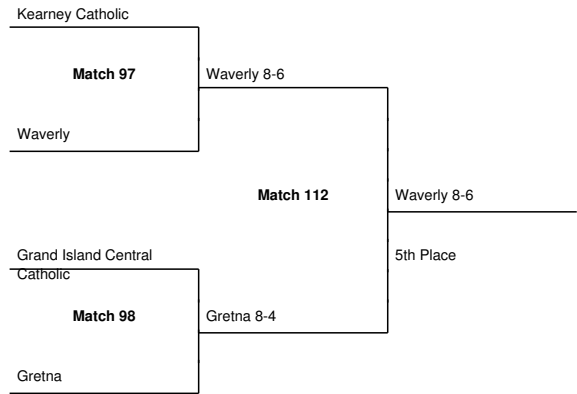 Kearney Catholic
Match 97
Waverly 8-6
Waverly
Match 112
Waverly 8-6
Grand Island Central
Catholic
5th Place
Match 98
Gretna 8-4
Gretna